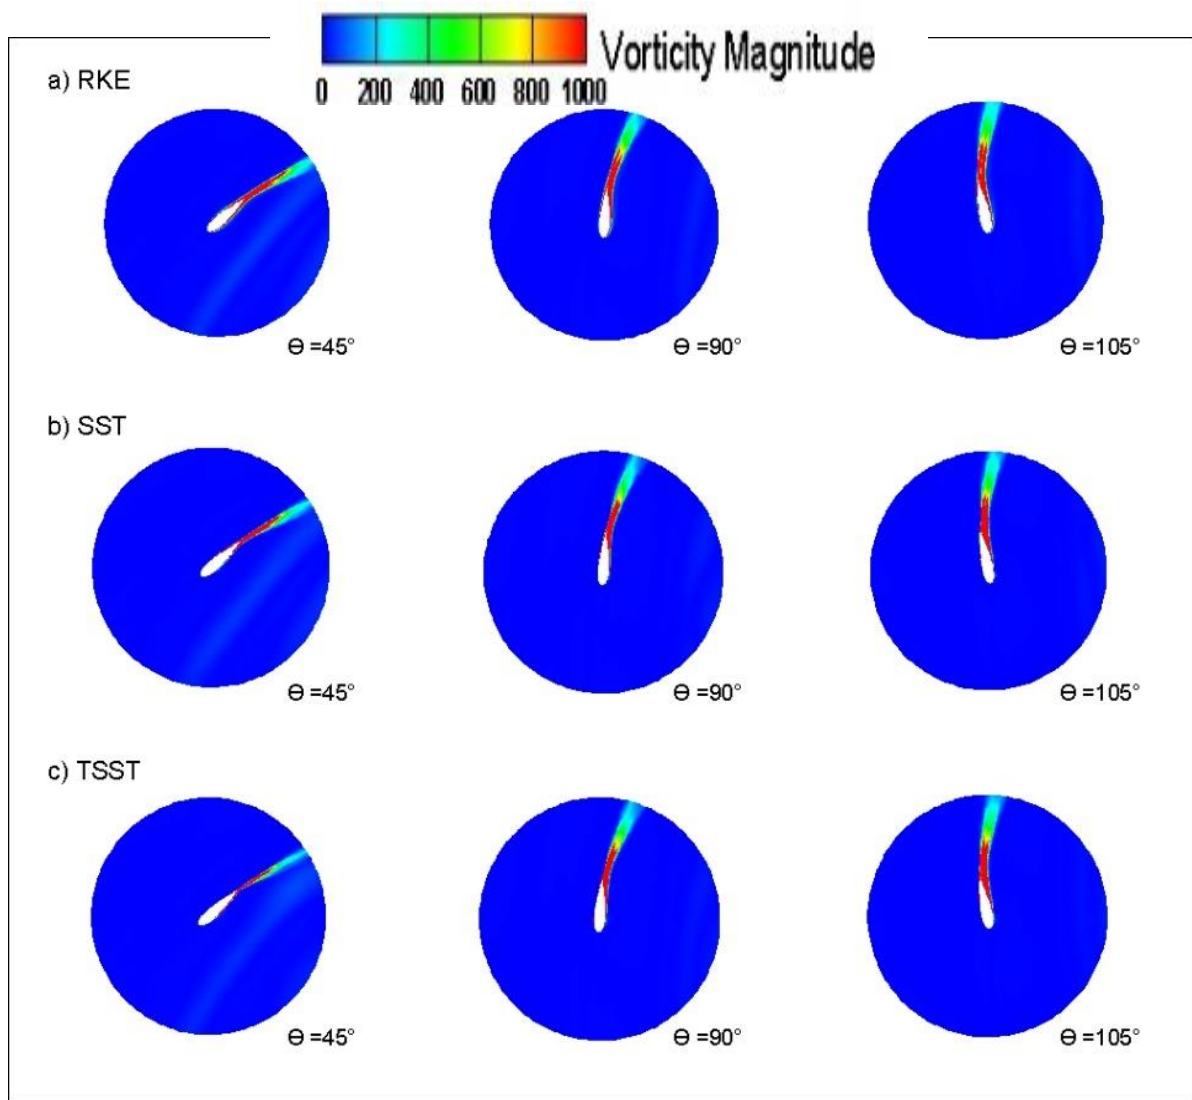 Vorticity Magnitude
0 200 400 600 800 1000
a) RKE
Θ =45° Θ =90° Θ =105°
b) SST
Θ =45° Θ =90° Θ =105°
c) TSST
Θ =45° Θ =90° Θ =105°